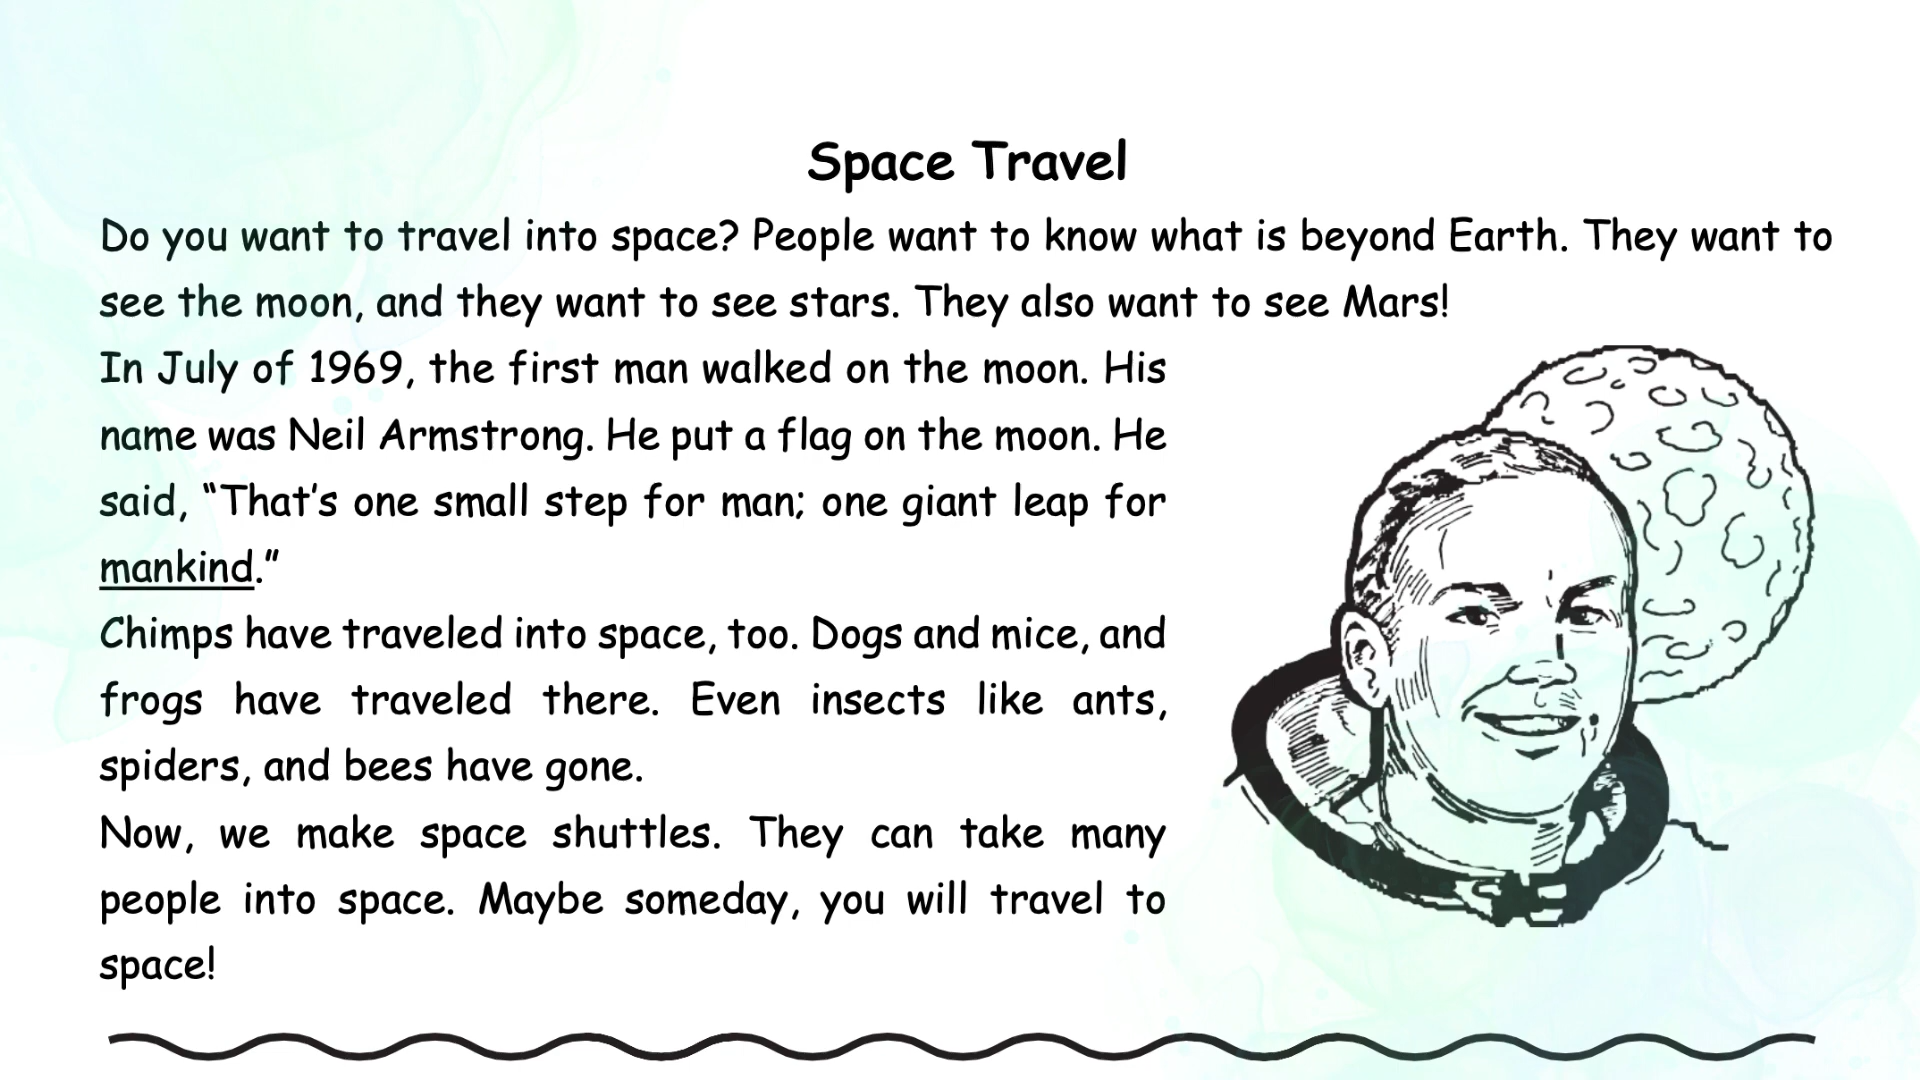 Space Travel
Do you want to travel into space? People want to know what is beyond Earth. They want to
see the moon, and they want to see stars. They also want to see Mars!
In July of 1969, the first man walked on the moon. His
name was Neil Armstrong. He put a flag on the moon. He
said, “That’s one small step for man; one giant leap for
mankind.”
Chimps have traveled into space, too. Dogs and mice, and
frogs have traveled there. Even insects like ants,
spiders, and bees have gone.
Now, we make space shuttles. They can take many
people into space. Maybe someday, you will travel to
space!